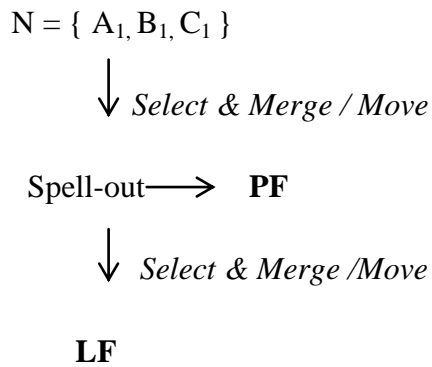 N = { A₁, B₁, C₁ }
Select & Merge / Move
Spell-out PF
Select & Merge /Move
LF